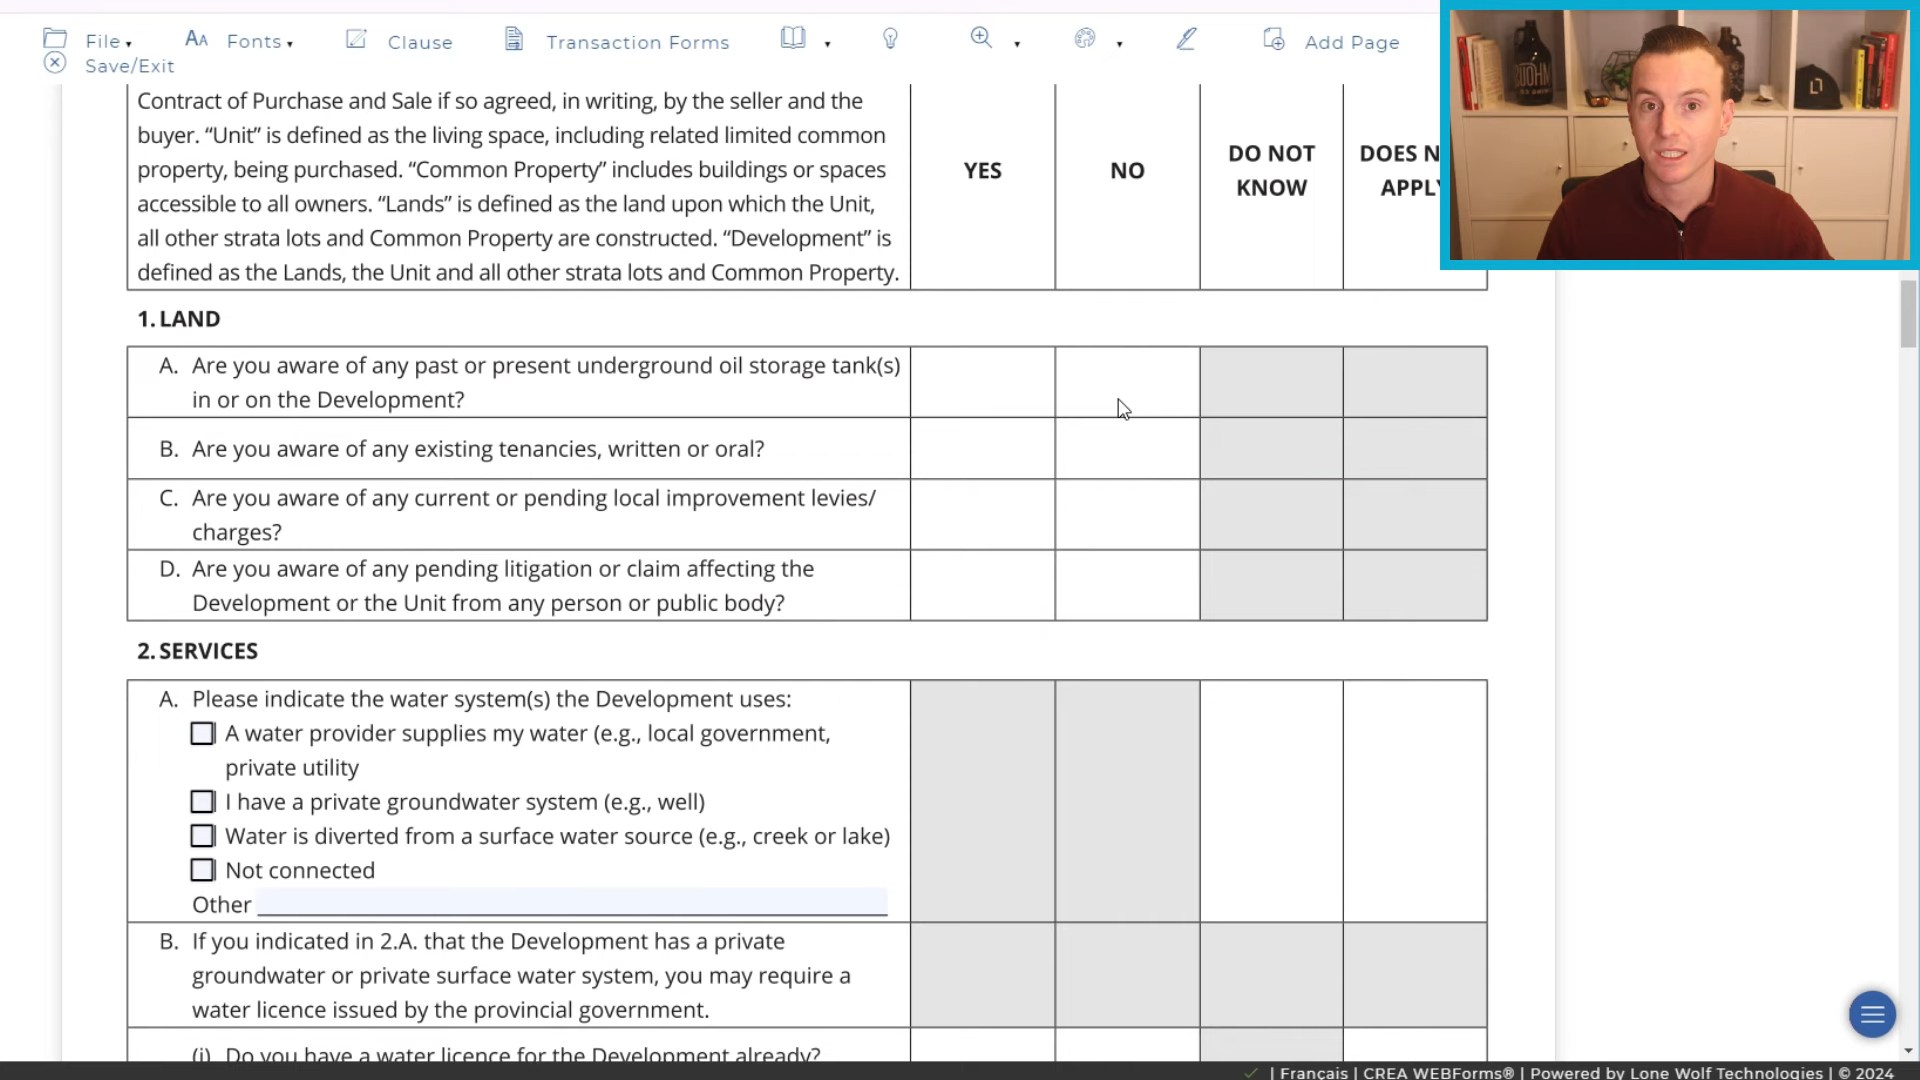 File
Fonts
Clause
Transaction Forms
Add Page
Save/Exit
Contract of Purchase and Sale if so agreed, in writing, by the seller and the
buyer. “Unit” is defined as the living space, including related limited common
property, being purchased. “Common Property” includes buildings or spaces
accessible to all owners. “Lands” is defined as the land upon which the Unit,
all other strata lots and Common Property are constructed. “Development” is
defined as the Lands, the Unit and all other strata lots and Common Property.
YES
NO
DO NOT
KNOW
DOES N
APPLY
1. LAND
A. Are you aware of any past or present underground oil storage tank(s)
in or on the Development?
B. Are you aware of any existing tenancies, written or oral?
C. Are you aware of any current or pending local improvement levies/
charges?
D. Are you aware of any pending litigation or claim affecting the
Development or the Unit from any person or public body?
2. SERVICES
A. Please indicate the water system(s) the Development uses:
A water provider supplies my water (e.g., local government,
private utility
I have a private groundwater system (e.g., well)
Water is diverted from a surface water source (e.g., creek or lake)
Not connected
Other
B. If you indicated in 2.A. that the Development has a private
groundwater or private surface water system, you may require a
water licence issued by the provincial government.
(i) Do you have a water licence for the Development already?
| Français | CREA WEBForms® | Powered by Lone Wolf Technologies | © 2024